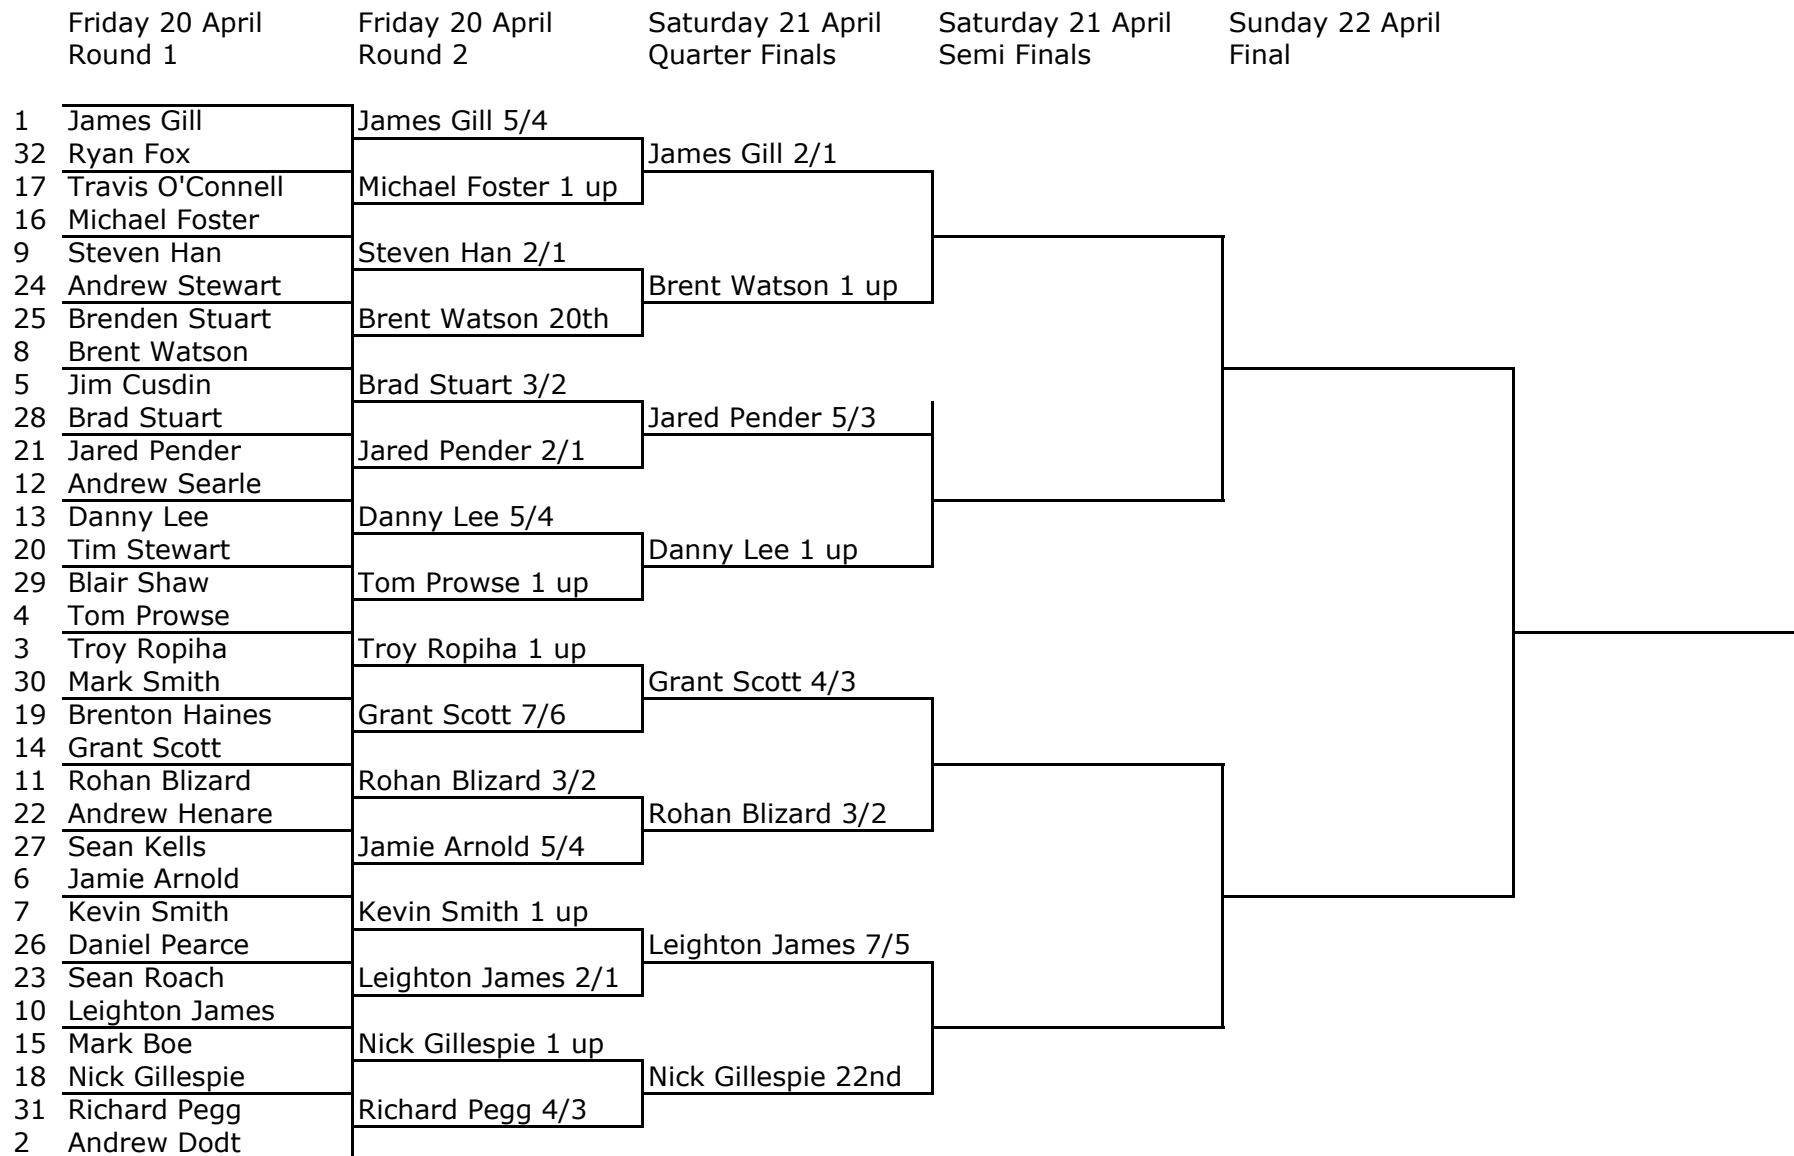 Friday 20 April Friday 20 April Saturday 21 April Saturday 21 April Sunday 22 April
Round 1 Round 2 Quarter Finals Semi Finals Final
1 James Gill James Gill 5/4
32 Ryan Fox James Gill 2/1
17 Travis O'Connell Michael Foster 1 up
16 Michael Foster
9 Steven Han Steven Han 2/1
24 Andrew Stewart Brent Watson 1 up
25 Brenden Stuart Brent Watson 20th
8 Brent Watson
5 Jim Cusdin Brad Stuart 3/2
28 Brad Stuart Jared Pender 5/3
21 Jared Pender Jared Pender 2/1
12 Andrew Searle
13 Danny Lee Danny Lee 5/4
20 Tim Stewart Danny Lee 1 up
29 Blair Shaw Tom Prowse 1 up
4 Tom Prowse
3 Troy Ropiha Troy Ropiha 1 up
30 Mark Smith Grant Scott 4/3
19 Brenton Haines Grant Scott 7/6
14 Grant Scott
11 Rohan Blizard Rohan Blizard 3/2
22 Andrew Henare Rohan Blizard 3/2
27 Sean Kells Jamie Arnold 5/4
6 Jamie Arnold
7 Kevin Smith Kevin Smith 1 up
26 Daniel Pearce Leighton James 7/5
23 Sean Roach Leighton James 2/1
10 Leighton James
15 Mark Boe Nick Gillespie 1 up
18 Nick Gillespie Nick Gillespie 22nd
31 Richard Pegg Richard Pegg 4/3
2 Andrew Dodt